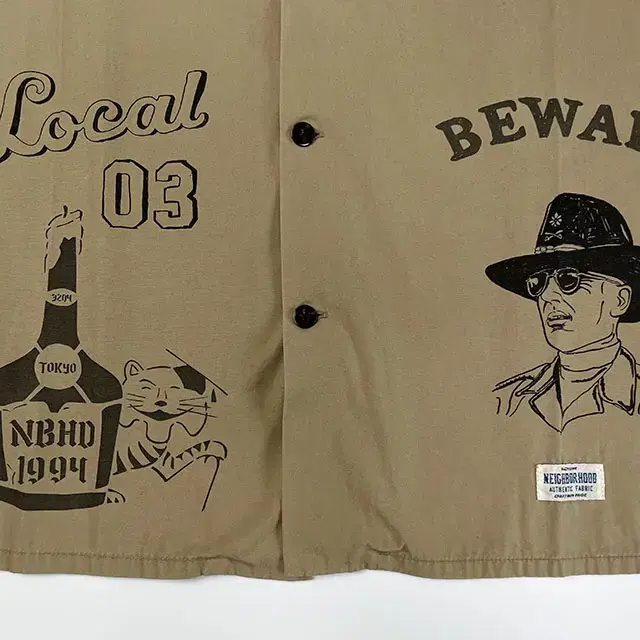 Local
03
3204
TOKYO
NBHD
1994
BEWAR
NEIGHBORHOOD
AUTHENTIC FABRIC